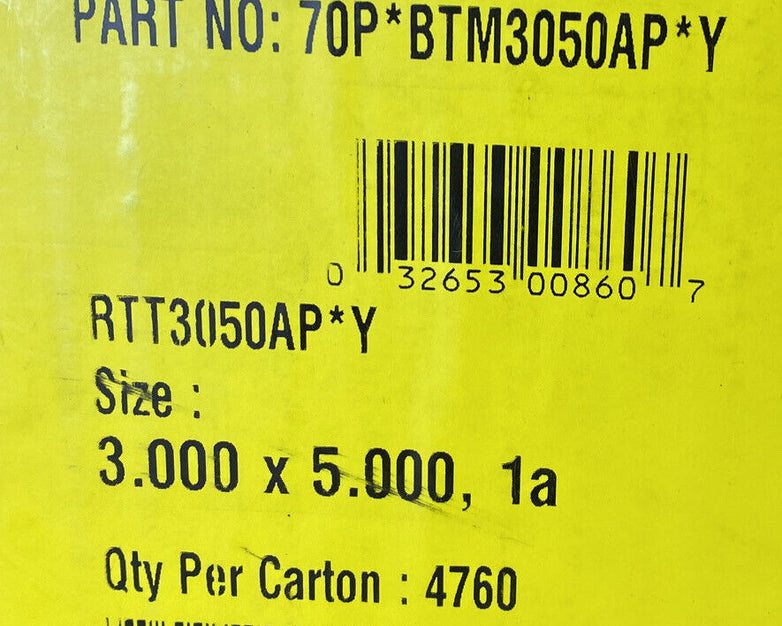 PART NO: 70P*BTM3050AP*Y
0 32653 00860 7
RTT3050AP*Y
Size :
3.000 x 5.000, 1a
Qty Per Carton : 4760